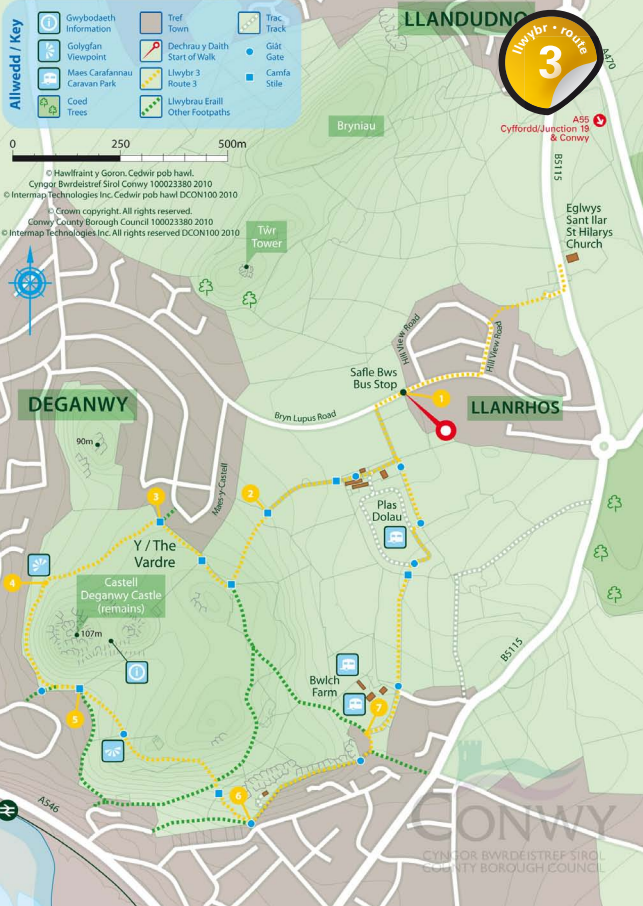 Allwedd / Key
Gwybodaeth
Information
Golygfan
Viewpoint
Maes Carafannau
Caravan Park
Coed
Trees
Tref
Town
Dechrau y Daith
Start of Walk
Llwybr 3
Route 3
Llwybrau Eraill
Other Footpaths
Trac
Track
Glât
Gate
Camfa
Stile
LLANDUDNO
llwybr • route
3
A470
A55
Cyffordd/Junction 19
& Conwy
B5115
0 250 500m
© Hawlfraint y Goron. Cedwir pob hawl.
Cyngor Bwrdeistref Sirol Conwy 100023380 2010
© Intermap Technologies Inc. Cedwir pob hawl DCON100 2010
© Crown copyright. All rights reserved.
Conwy County Borough Council 100023380 2010
© Intermap Technologies Inc. All rights reserved DCON100 2010
Bryniau
Tŵr
Tower
Eglwys
Sant Ilar
St Hilarys
Church
Hill View Road
Hill View Road
Safle Bws
Bus Stop
1
Bryn Lupus Road
LLANRHOS
DEGANWY
90m
Maes-y-Castell
3
2
Plas
Dolau
Y / The
Vardre
4
Castell
Deganwy Castle
(remains)
107m
i
B5115
Bwlch
Farm
7
5
6
A546
CONWY
CYNGOR BWRDEISTREF SIROL
COUNTY BOROUGH COUNCIL